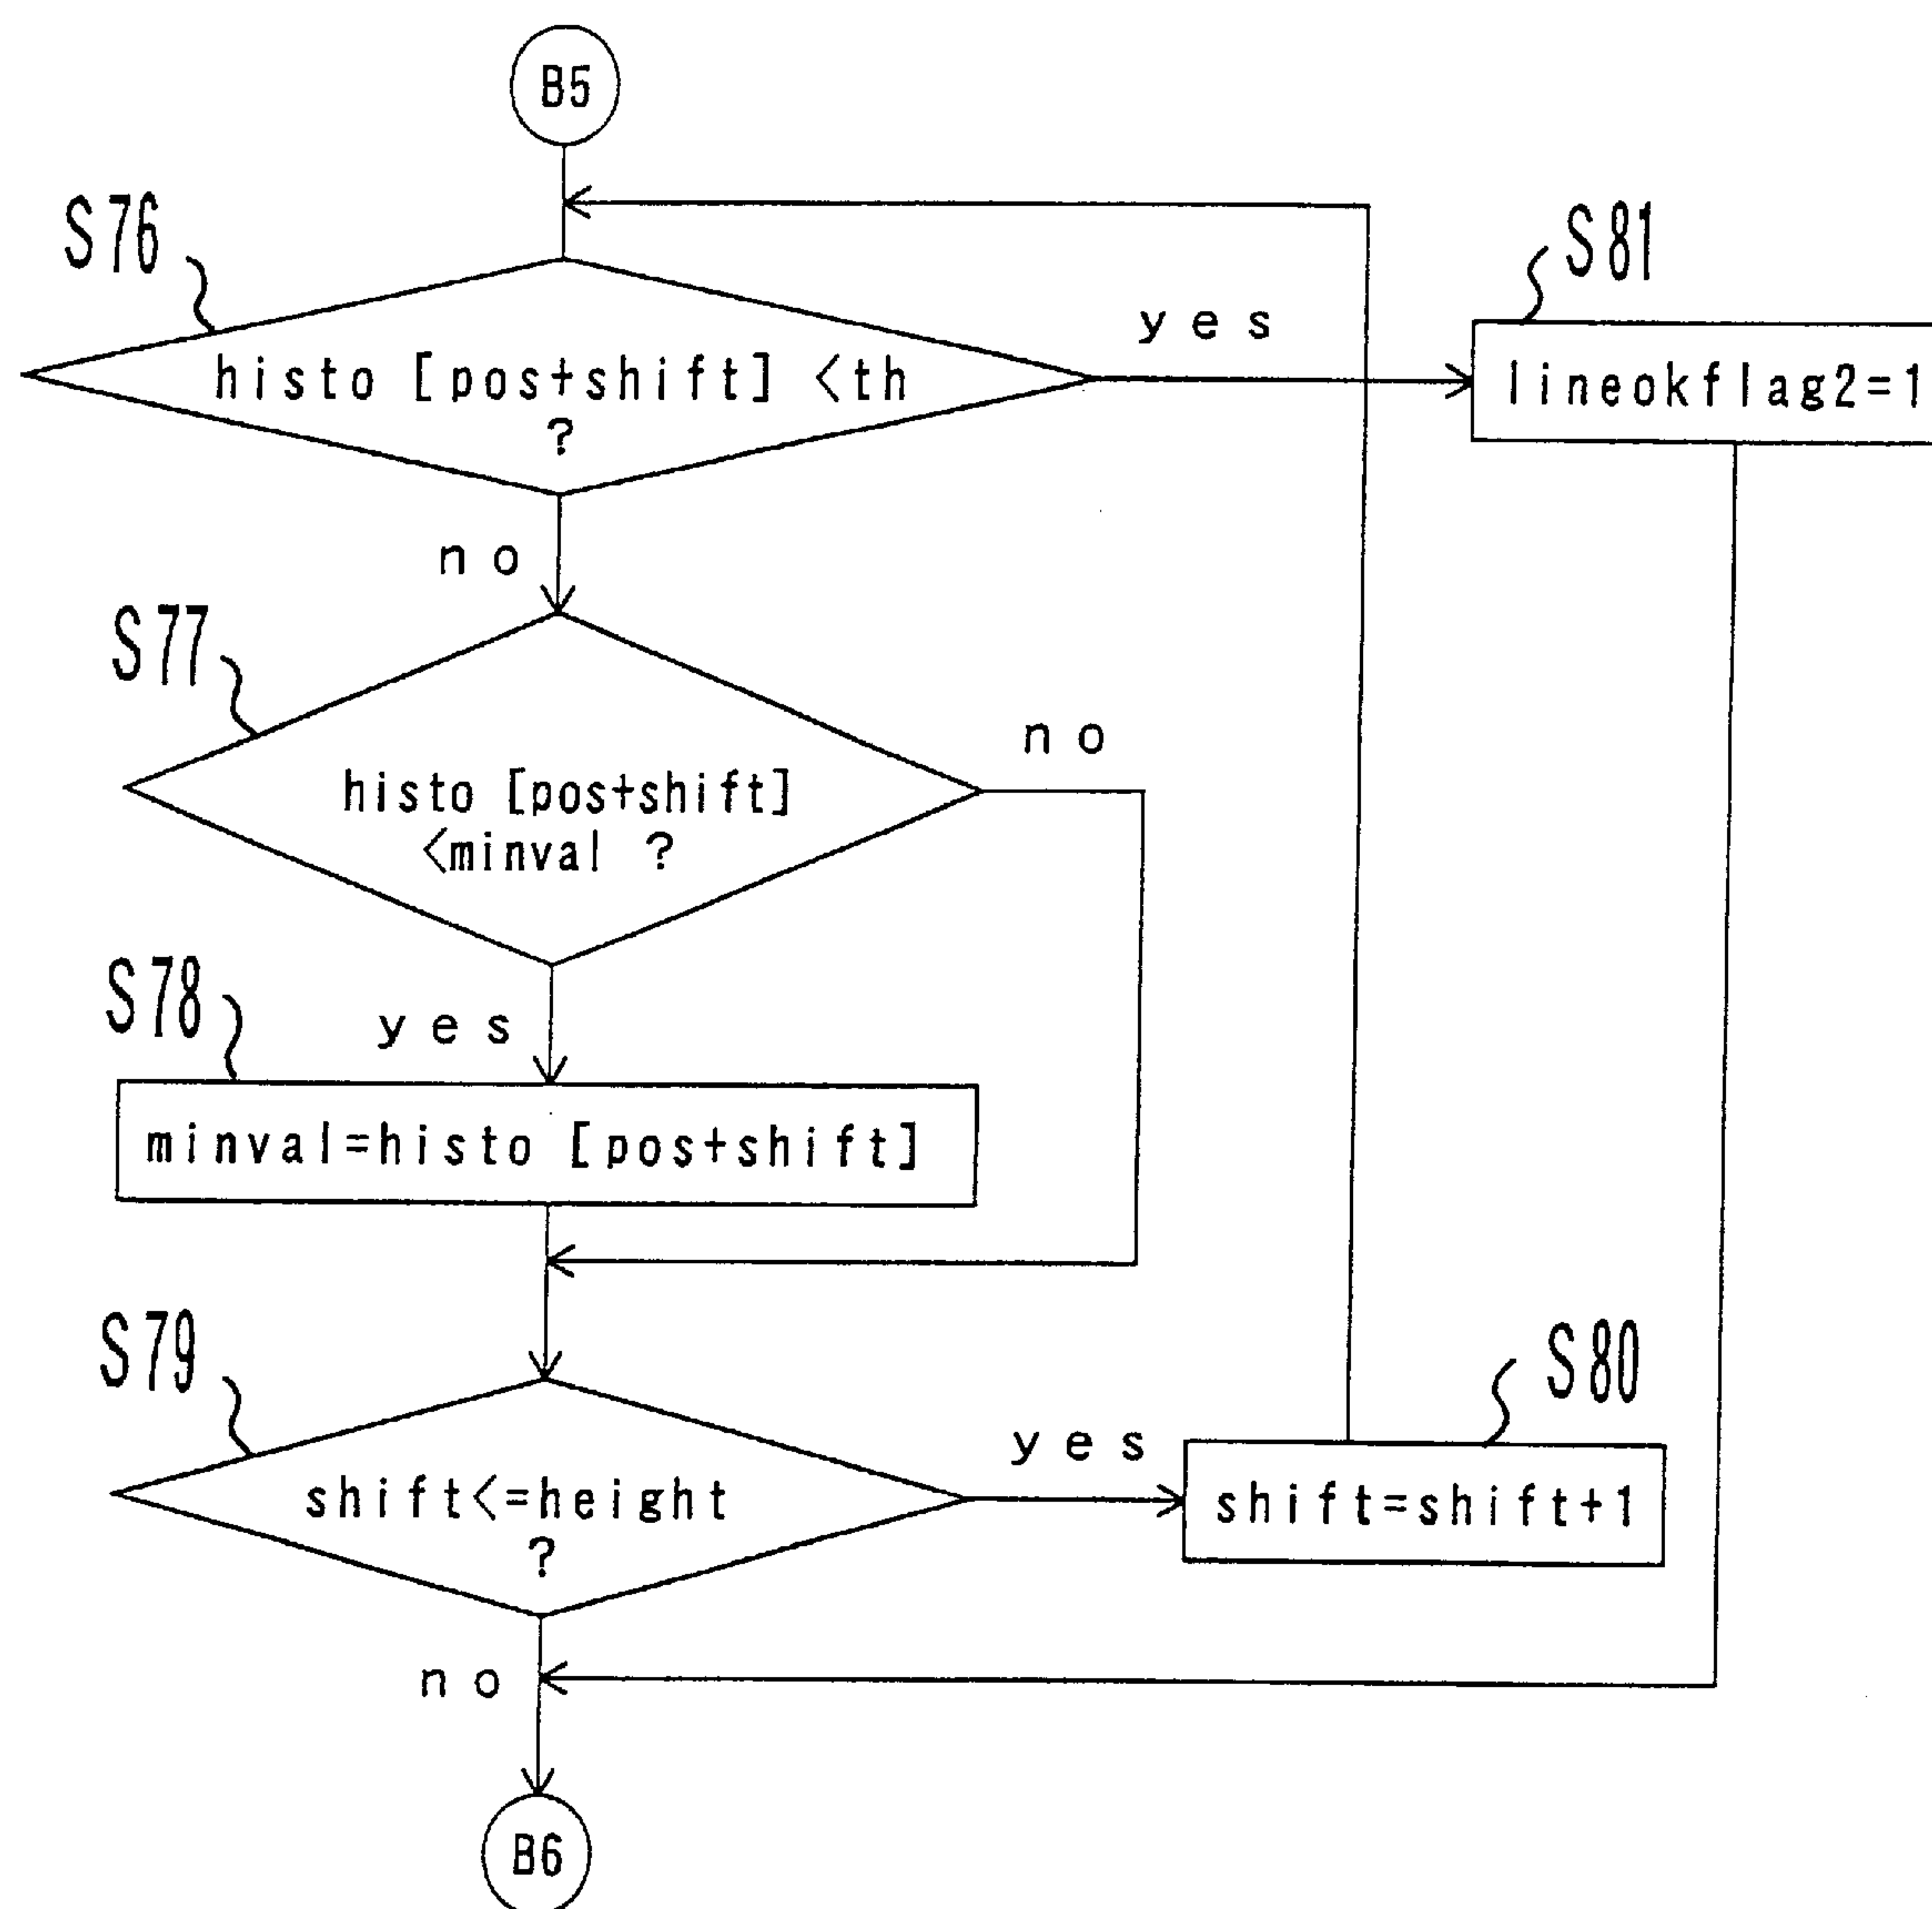 B5
S76
S81
yes
histo [pos+shift] <th
?
lineokflag2=1
no
S77
no
histo [pos+shift]
<minval ?
S78
yes
minval=histo [pos+shift]
S79
S80
yes
shift<=height
?
shift=shift+1
no
B6